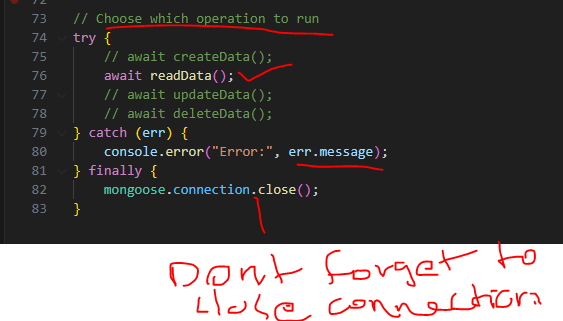 72
73 // Choose which operation to run
74 try {
75 // await createData();
76 await readData();
77 // await updateData();
78 // await deleteData();
79 } catch (err) {
80 console.error("Error:", err.message);
81 } finally {
82 mongoose.connection.close();
83 }
Dont forget to
close connection